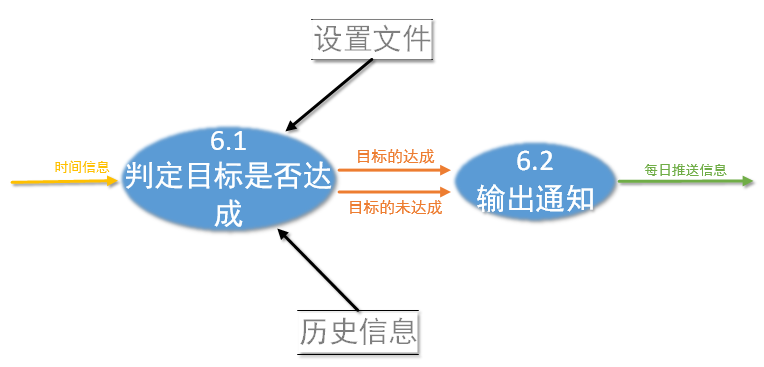 设置文件
6.1
判定目标是否达
成
时间信息
目标的达成
目标的未达成
6.2
输出通知
每日推送信息
历史信息